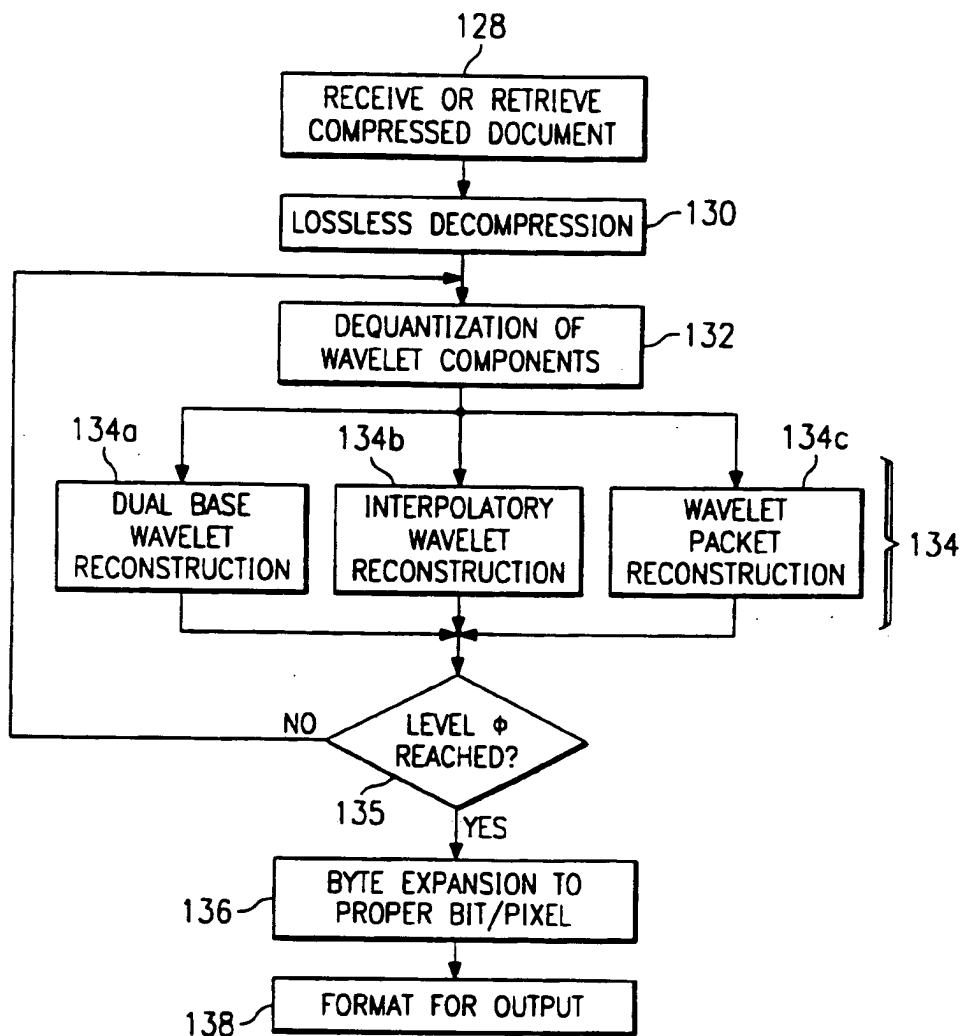 128
RECEIVE OR RETRIEVE
COMPRESSED DOCUMENT
LOSSLESS DECOMPRESSION
130
DEQUANTIZATION OF
WAVELET COMPONENTS
132
134a
DUAL BASE
WAVELET
RECONSTRUCTION
134b
INTERPOLATORY
WAVELET
RECONSTRUCTION
134c
WAVELET
PACKET
RECONSTRUCTION
134
NO
LEVEL Φ
REACHED?
135
YES
136
BYTE EXPANSION TO
PROPER BIT/PIXEL
138
FORMAT FOR OUTPUT